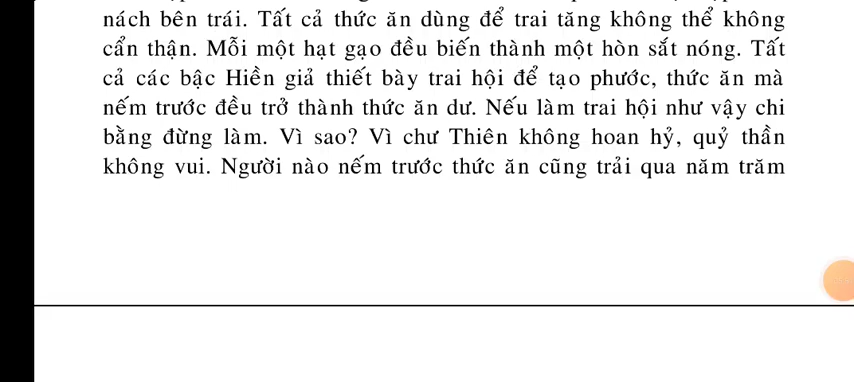 nách bên trái. Tất cả thức ăn dùng để trai tăng không thể không
cẩn thận. Mỗi một hạt gạo đều biến thành một hòn sắt nóng. Tất
cả các bậc Hiền giả thiết bày trai hội để tạo phước, thức ăn mà
nếm trước đều trở thành thức ăn dư. Nếu làm trai hội như vậy chi
bằng đừng làm. Vì sao? Vì chư Thiên không hoan hỷ, quỷ thần
không vui. Người nào nếm trước thức ăn cũng trải qua năm trăm